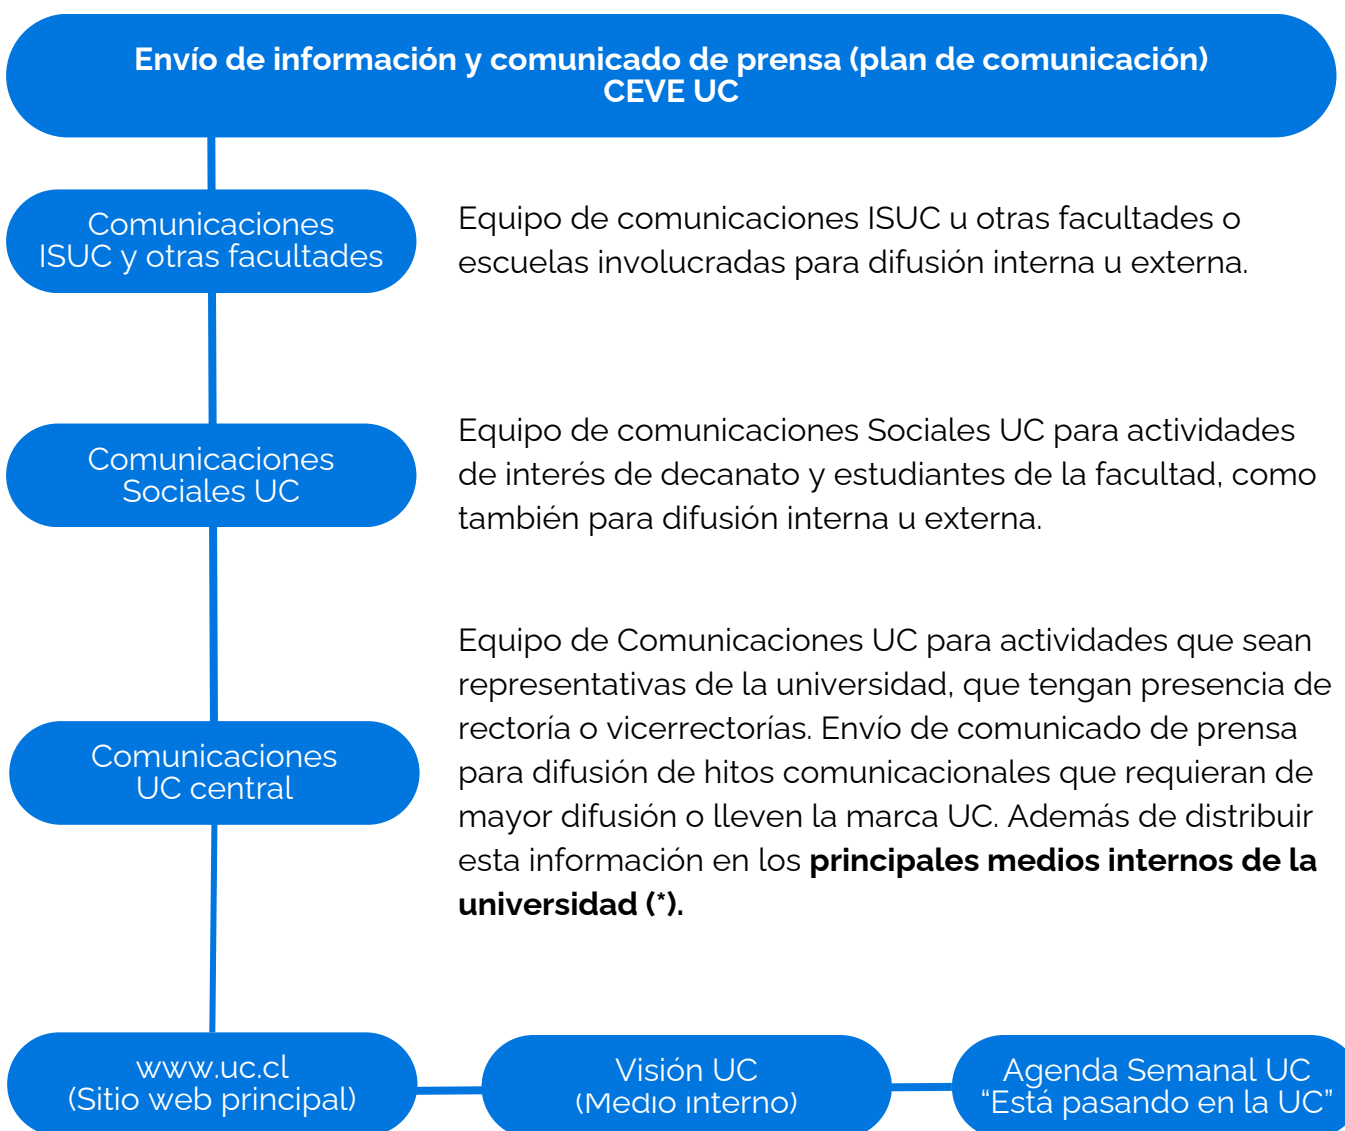 Envío de información y comunicado de prensa (plan de comunicación)
CEVE UC
Comunicaciones
ISUC y otras facultades
Equipo de comunicaciones ISUC u otras facultades o
escuelas involucradas para difusión interna u externa.
Comunicaciones
Sociales UC
Equipo de comunicaciones Sociales UC para actividades
de interés de decanato y estudiantes de la facultad, como
también para difusión interna u externa.
Comunicaciones
UC central
Equipo de Comunicaciones UC para actividades que sean
representativas de la universidad, que tengan presencia de
rectoría o vicerrectorías. Envío de comunicado de prensa
para difusión de hitos comunicacionales que requieran de
mayor difusión o lleven la marca UC. Además de distribuir
esta información en los principales medios internos de la
universidad (*).
www.uc.cl
(Sitio web principal)
Visión UC
(Medio interno)
Agenda Semanal UC
“Está pasando en la UC”